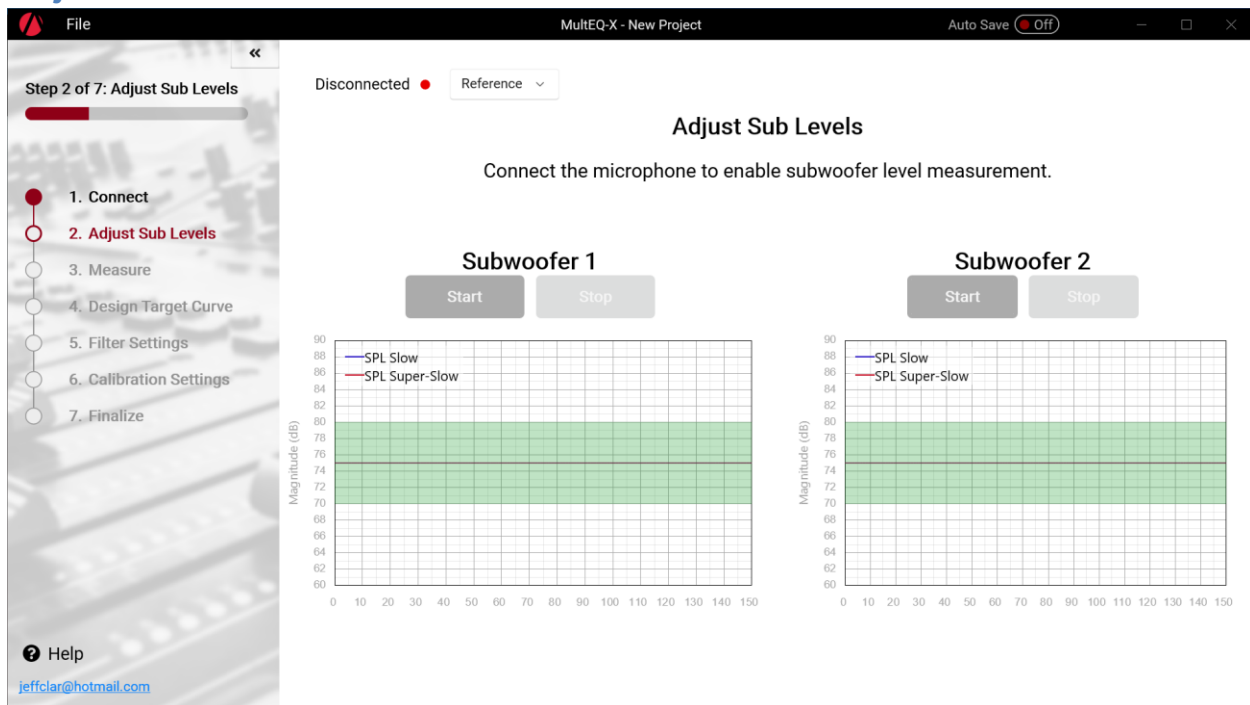 File
MultEQ-X - New Project
Auto Save Off
«
Step 2 of 7: Adjust Sub Levels
1. Connect
2. Adjust Sub Levels
3. Measure
4. Design Target Curve
5. Filter Settings
6. Calibration Settings
7. Finalize
Help
jeffclar@hotmail.com
Disconnected
Reference
Adjust Sub Levels
Connect the microphone to enable subwoofer level measurement.
Subwoofer 1
Start Stop
SPL Slow
SPL Super-Slow
Magnitude (dB)
90
88
86
84
82
80
78
76
74
72
70
68
66
64
62
60
0 10 20 30 40 50 60 70 80 90 100 110 120 130 140 150
Subwoofer 2
Start Stop
SPL Slow
SPL Super-Slow
Magnitude (dB)
90
88
86
84
82
80
78
76
74
72
70
68
66
64
62
60
0 10 20 30 40 50 60 70 80 90 100 110 120 130 140 150